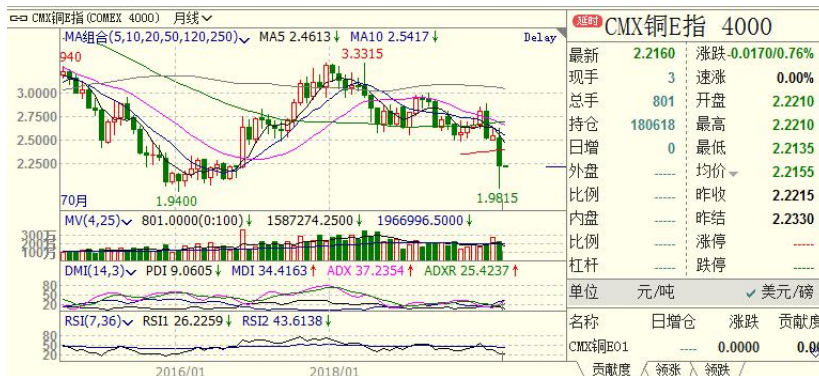 CMX铜E指(COMEX 4000) 月线
MA组合(5,10,20,50,120,250) MA5 2.4613↓ MA10 2.5417↓ Delay
940
3.3315
3.0000
2.7500
2.5000
2.2500
70月
1.9400
1.9815
MV(4,25) 801.0000(0:100)↓ 1587274.2500↓ 1966996.5000↓
300万
200万
100万
DMI(14,3) PDI 9.0605↓ MDI 34.4163↑ ADX 37.2354↑ ADXR 25.4237↑
80
60
40
20
RSI(7,36) RSI1 26.2259↓ RSI2 43.6138↓
80
60
40
20
2016/01 2018/01
延时 CMX铜E指 4000
最新 2.2160 涨跌 -0.0170/0.76%
现手 3 速涨 0.00%
总手 801 开盘 2.2210
持仓 180618 最高 2.2210
日增 0 最低 2.2135
外盘 ---- 均价 2.2155
比例 ---- 昨收 2.2215
内盘 ---- 昨结 2.2330
比例 ---- 涨停 ----
杠杆 ---- 跌停 ----
单位 元/吨 ✓美元/磅
名称 日增仓 涨跌 贡献度
CMX铜E01 ---- 0.0000
贡献度 领涨 领跌